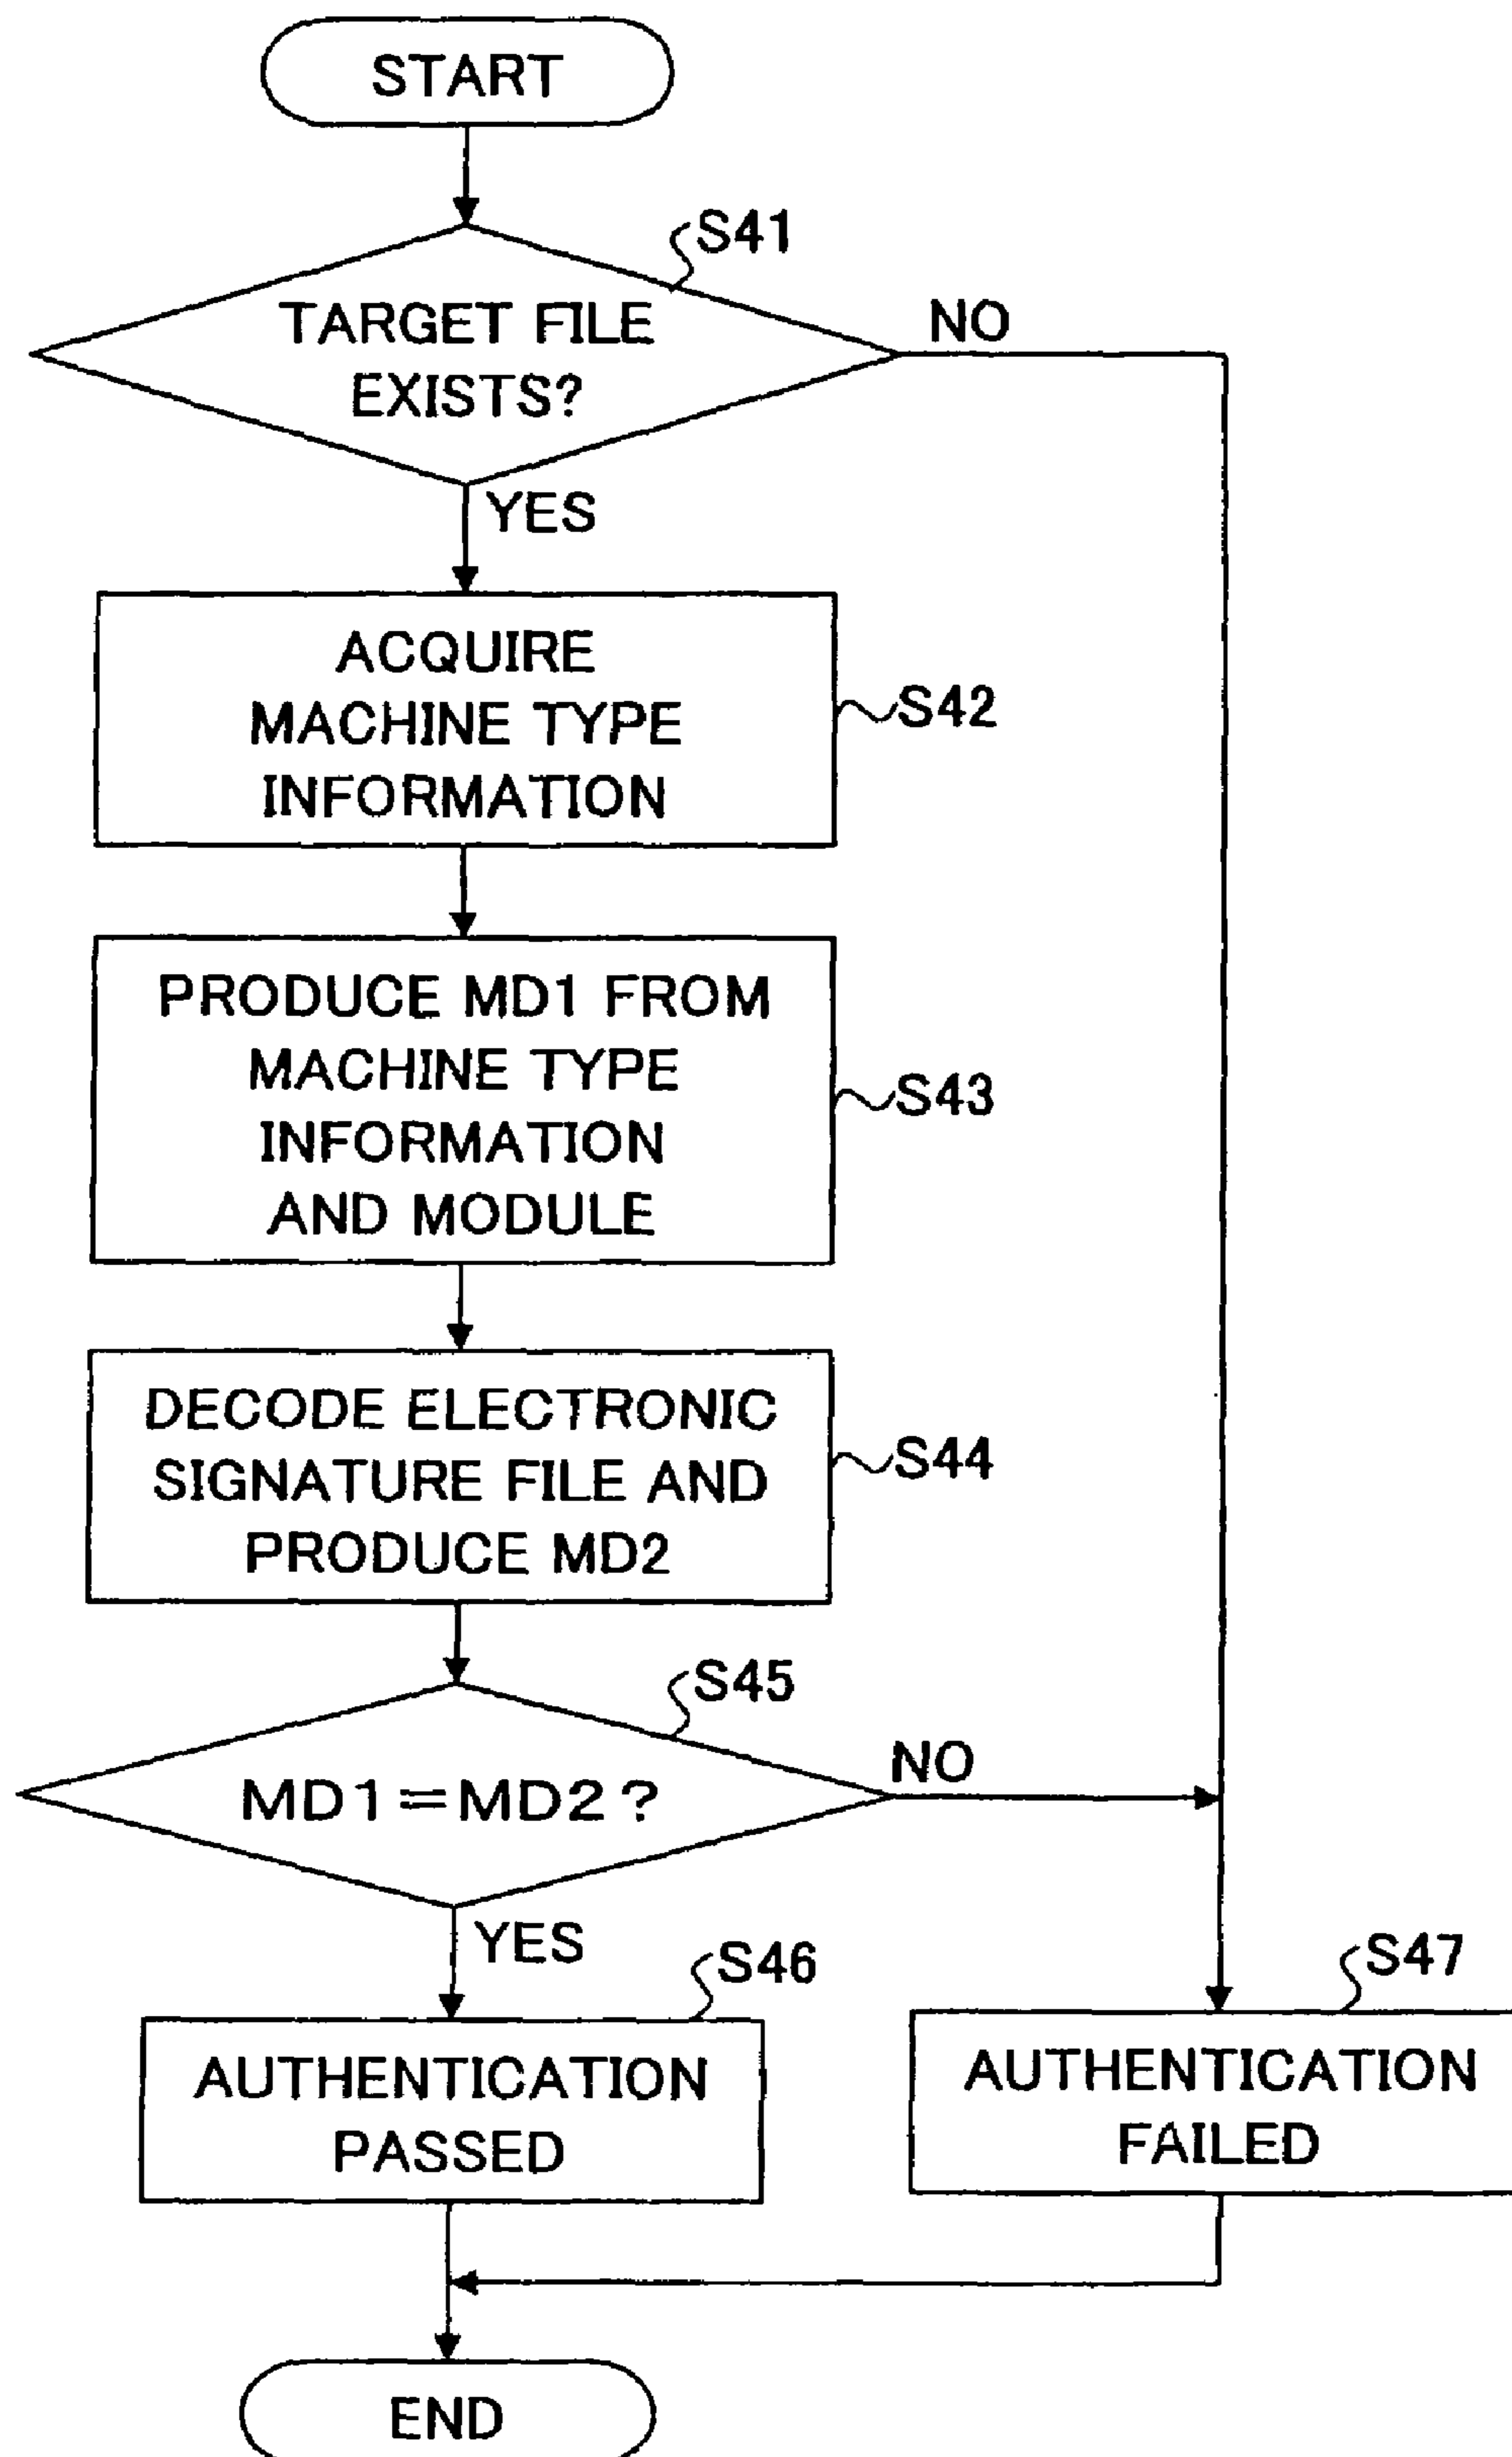 START
S41
TARGET FILE
EXISTS?
NO
YES
ACQUIRE
MACHINE TYPE
INFORMATION
S42
PRODUCE MD1 FROM
MACHINE TYPE
INFORMATION
AND MODULE
S43
DECODE ELECTRONIC
SIGNATURE FILE AND
PRODUCE MD2
S44
S45
MD1=MD2?
NO
YES
S46
AUTHENTICATION
PASSED
S47
AUTHENTICATION
FAILED
END